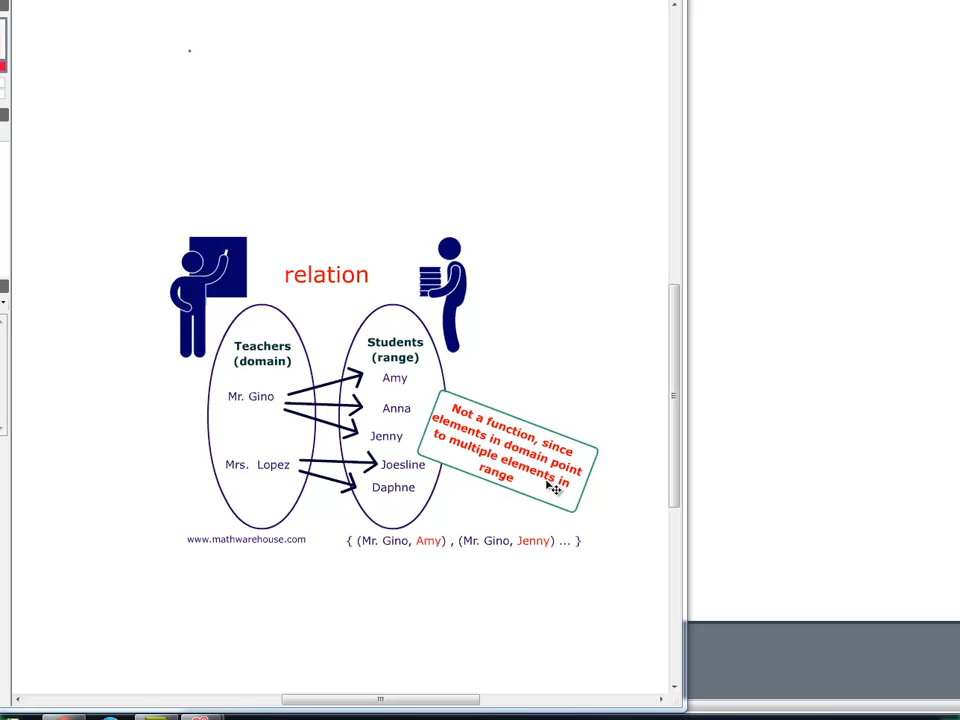 relation
Teachers
(domain)
Students
(range)
Mr. Gino
Mrs.  Lopez
Amy
Anna
Jenny
Joesline
Daphne
Not a function, since
elements in domain point
to multiple elements in
range
www.mathwarehouse.com
{ (Mr. Gino, Amy) , (Mr. Gino, Jenny) ... }